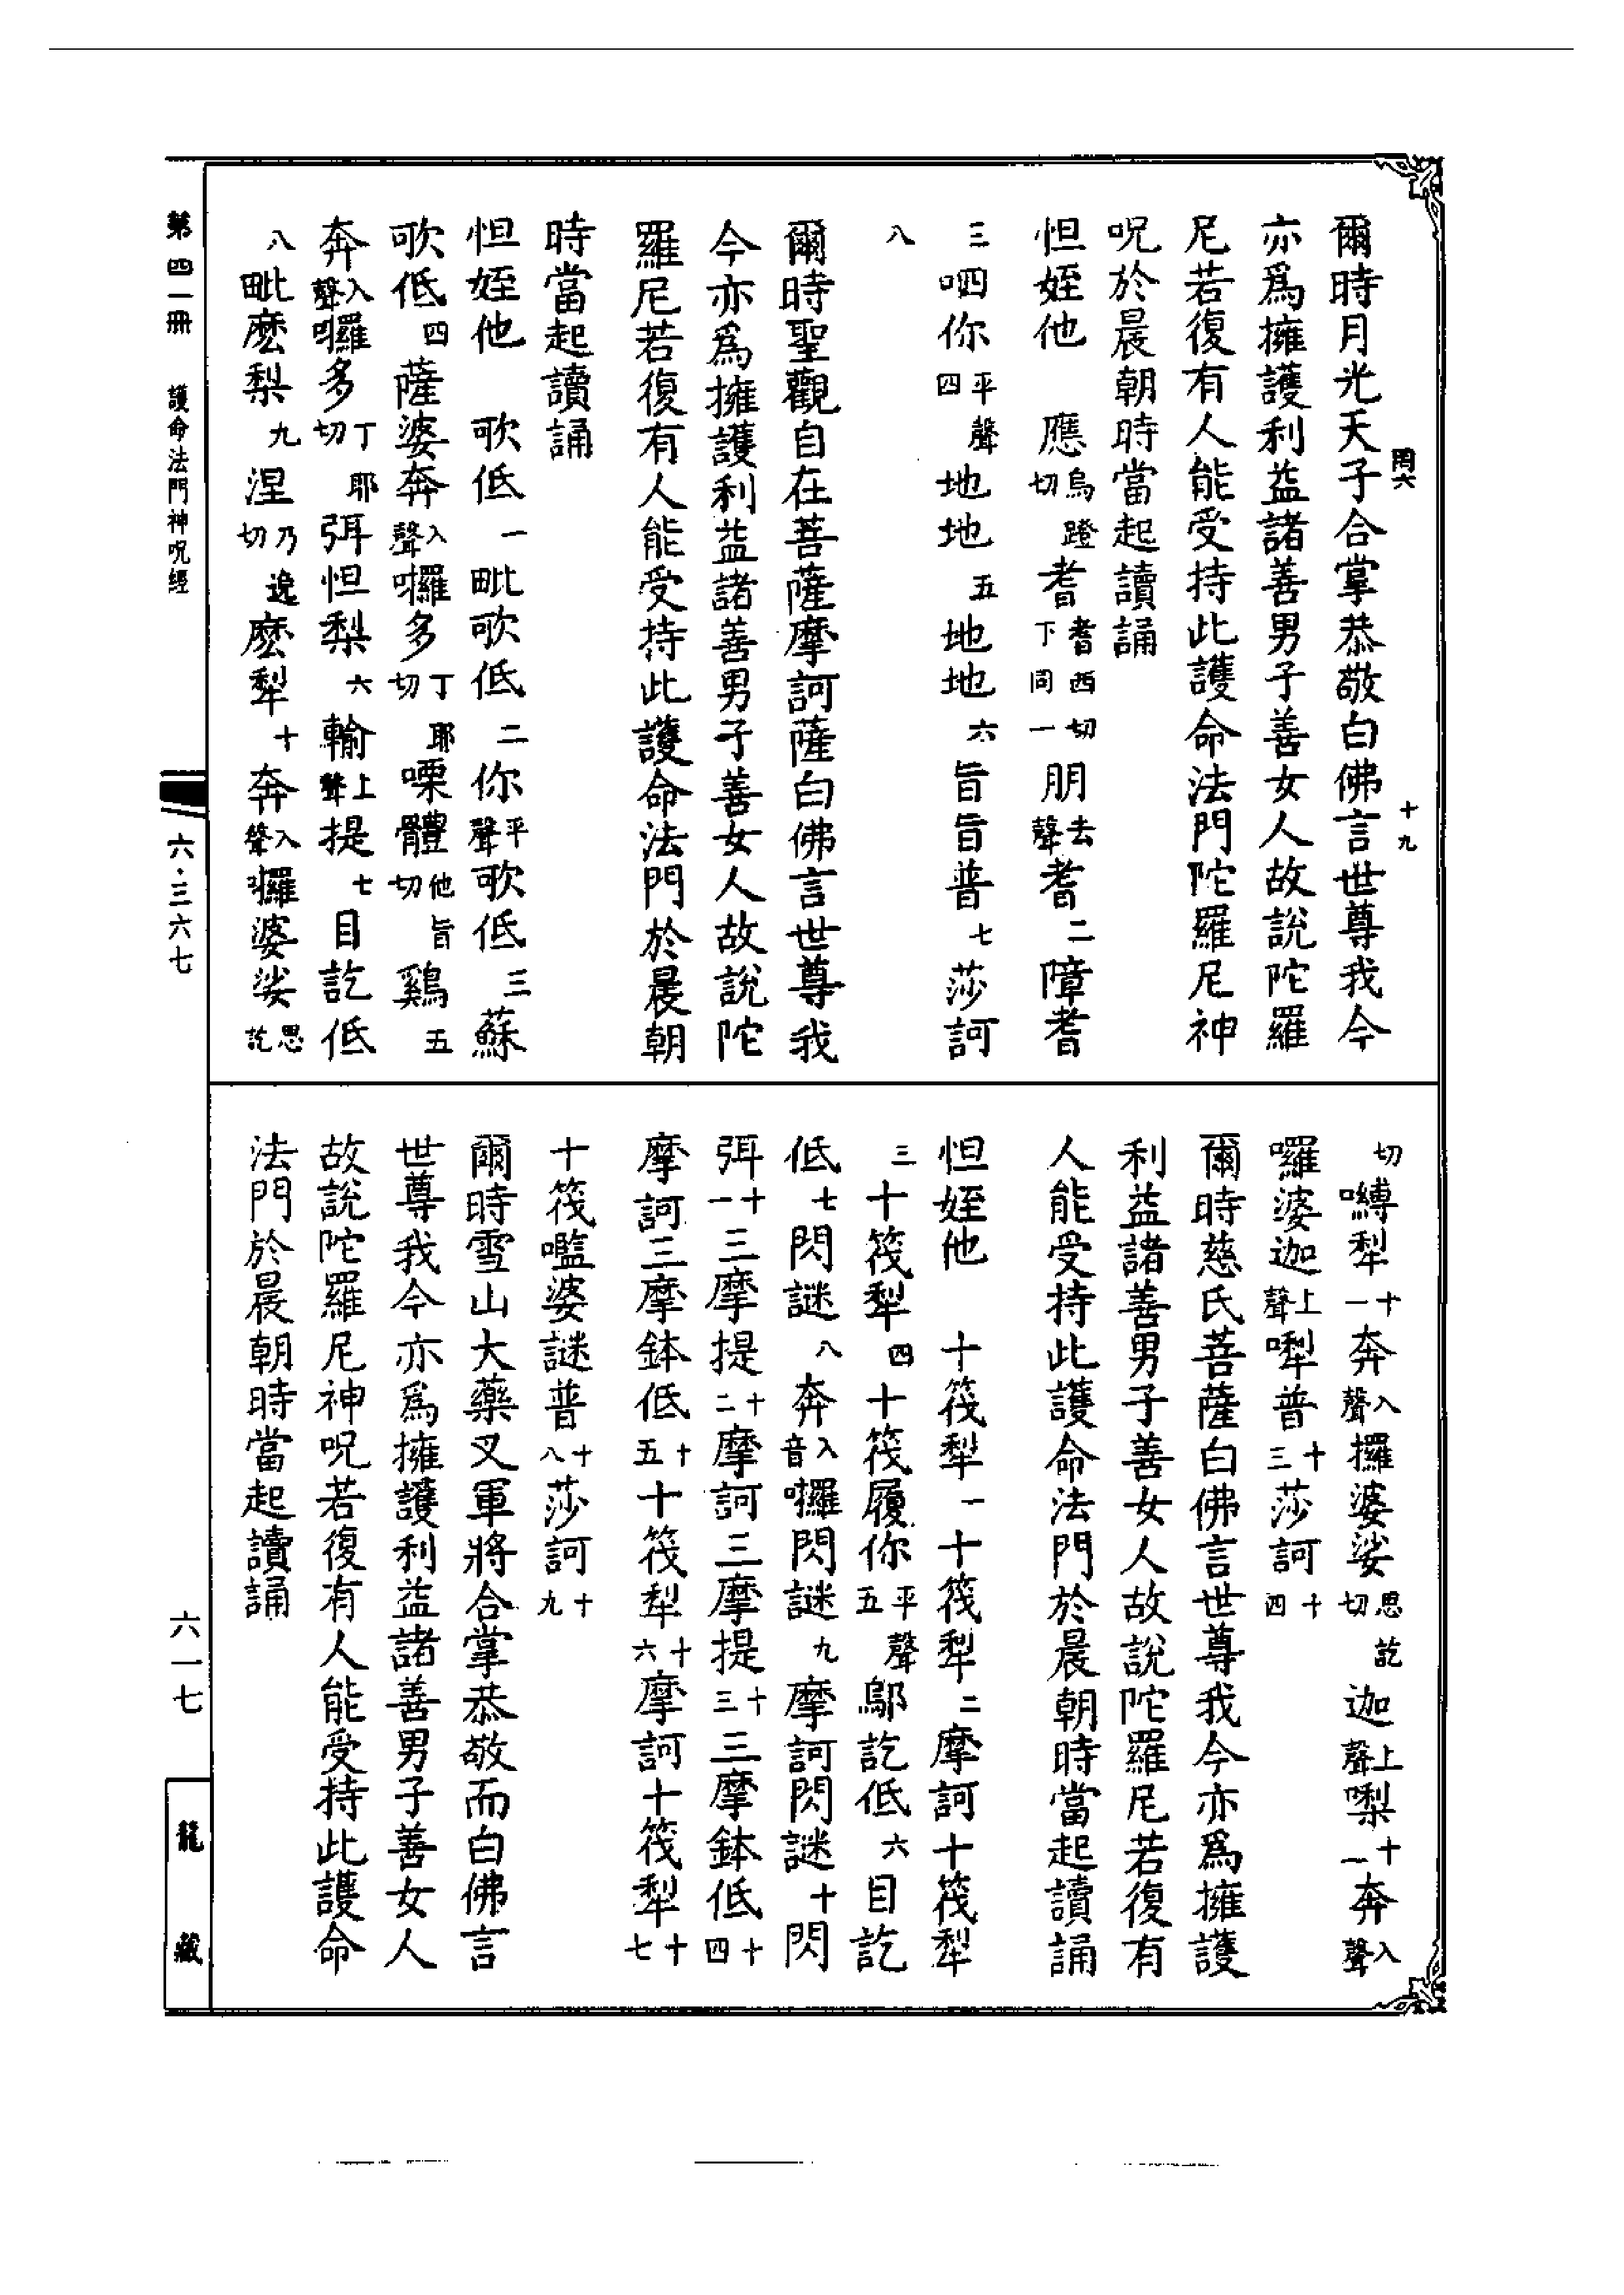 罔六
十九
爾時月光天子合掌恭敬白佛言世尊我今
亦爲擁護利益諸善男子善女人故說陀羅
尼若復有人能受持此護命法門陀羅尼神
呪於晨朝時當起讀誦
怛姪他 應烏蹬切耆耆西切下同一朋去聲耆二障耆
三呬你平聲四地地五地地六旨旨普七莎訶
八
爾時聖觀自在菩薩摩訶薩白佛言世尊我
今亦爲擁護利益諸善男子善女人故說陀
羅尼若復有人能受持此護命法門於晨朝
時當起讀誦
怛姪他 歌低一毗歌低二你平聲歌低三蘇
歌低四薩婆奔入聲囉多丁耶切㗚體他旨切鷄五
奔入聲囉多丁耶切弭怛梨六輸上聲提七目訖低
八毗麼梨九涅乃逸切麼犁十奔入聲囉婆娑思訖
切嚩犁十一奔入聲攞婆娑思訖切迦上聲㗚十一奔入聲
囉婆迦上聲㗚普十三莎訶十四
爾時慈氏菩薩白佛言世尊我今亦爲擁護
利益諸善男子善女人故說陀羅尼若復有
人能受持此護命法門於晨朝時當起讀誦
怛姪他 十筏犁一十筏犁二摩訶十筏犁
三十筏犁四十筏履你平聲五鄔訖低六目訖
低七閃謎八奔入音囉閃謎九摩訶閃謎十閃
弭十一三摩提十二摩訶三摩提十三三摩鉢低十四
摩訶三摩鉢低十五十筏犁十六摩訶十筏犁十七
十筏嚂婆謎普十八莎訶十九
爾時雪山大藥叉軍將合掌恭敬而白佛言
世尊我今亦爲擁護利益諸善男子善女人
故說陀羅尼神呪若復有人能受持此護命
法門於晨朝時當起讀誦
第四一冊 護命法門神呪經
六·三六七
六一七
龍藏